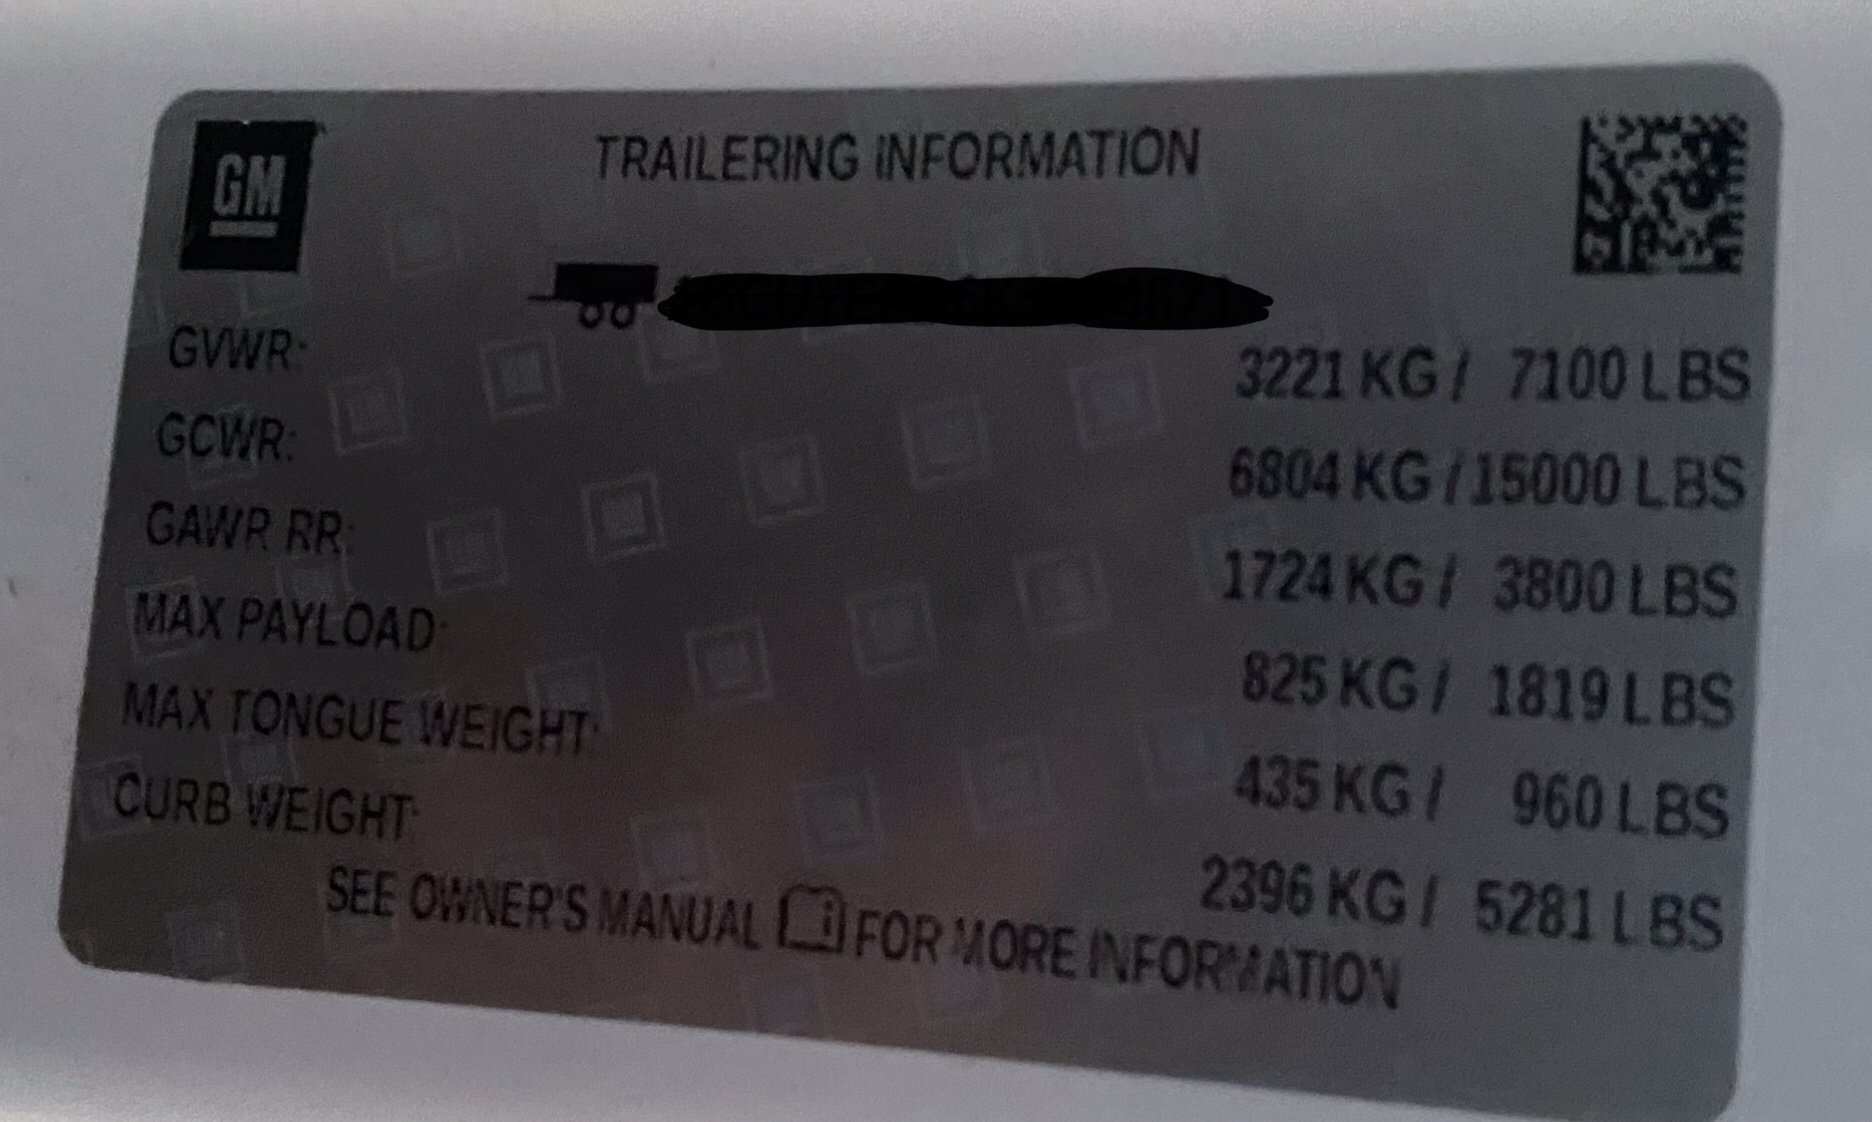 GM
TRAILERING INFORMATION
GVWR: 3221 KG / 7100 LBS
GCWR: 6804 KG / 15000 LBS
GAWR RR: 1724 KG / 3800 LBS
MAX PAYLOAD: 825 KG / 1819 LBS
MAX TONGUE WEIGHT: 435 KG / 960 LBS
CURB WEIGHT: 2396 KG / 5281 LBS
SEE OWNER'S MANUAL FOR MORE INFORMATION